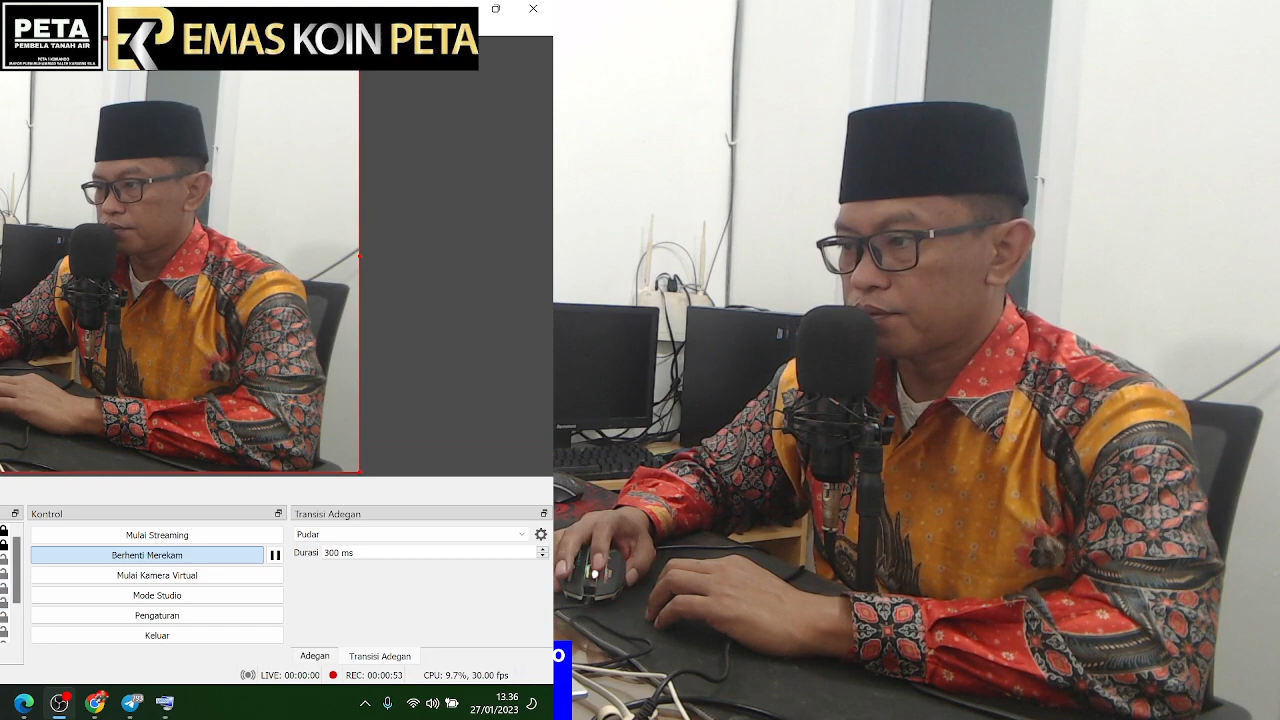 PETA
PEMBELA TANAH AIR
EMAS KOIN PETA
Kontrol
Mulai Streaming
Berhenti Merekam
Mulai Kamera Virtual
Mode Studio
Pengaturan
Keluar
Transisi Adegan
Pudar
Durasi 300 ms
Adegan Transisi Adegan
LIVE: 00:00:00 REC: 00:00:53 CPU: 9.7%, 30.00 fps
13.36
27/01/2023
O